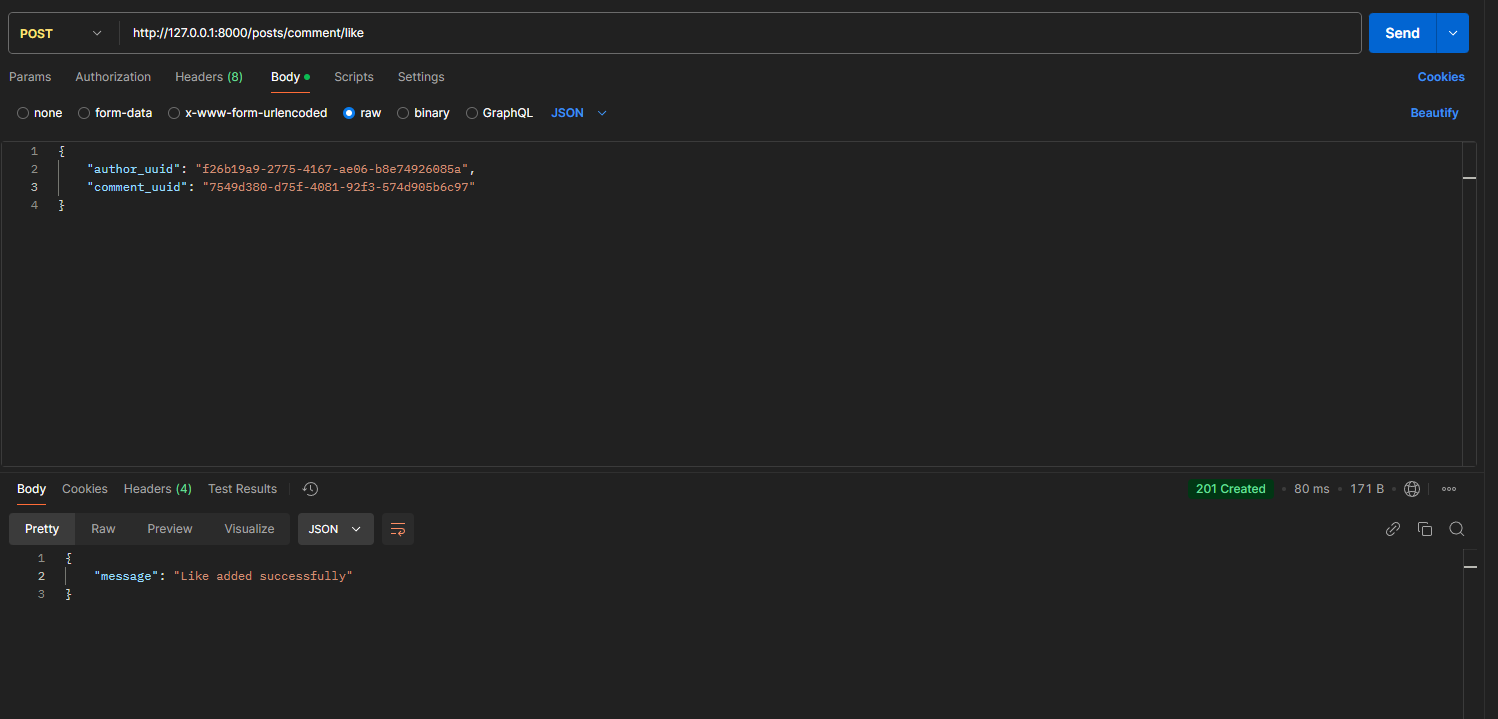 POST http://127.0.0.1:8000/posts/comment/like Send
Params Authorization Headers (8) Body Scripts Settings Cookies
none form-data x-www-form-urlencoded raw binary GraphQL JSON Beautify
1 {
2 "author_uuid": "f26b19a9-2775-4167-ae06-b8e74926085a",
3 "comment_uuid": "7549d380-d75f-4081-92f3-574d905b6c97"
4 }
Body Cookies Headers (4) Test Results 201 Created 80 ms 171 B
Pretty Raw Preview Visualize JSON
1 {
2 "message": "Like added successfully"
3 }